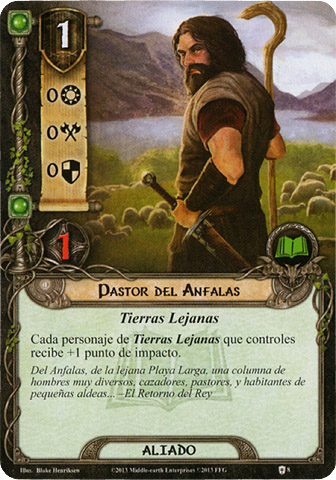 1
0
0
0
1
Pastor del Anfalas
Tierras Lejanas
Cada personaje de Tierras Lejanas que controles
recibe +1 punto de impacto.
Del Anfalas, de la lejana Playa Larga, una columna de
hombres muy diversos, cazadores, pastores, y habitantes de
pequeñas aldeas... –El Retorno del Rey
ALIADO
Illus. Blake Henriksen
©2013 Middle-earth Enterprises ©2013 FFG
8